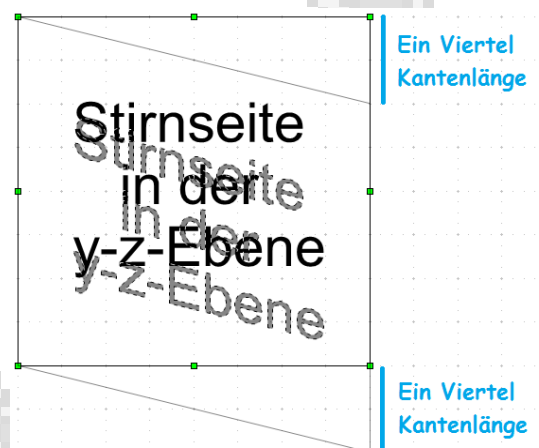 Ein Viertel
Kantenlänge
Stirnseite
Stirnseite
in der
in der
y-z-Ebene
y-z-Ebene
Ein Viertel
Kantenlänge